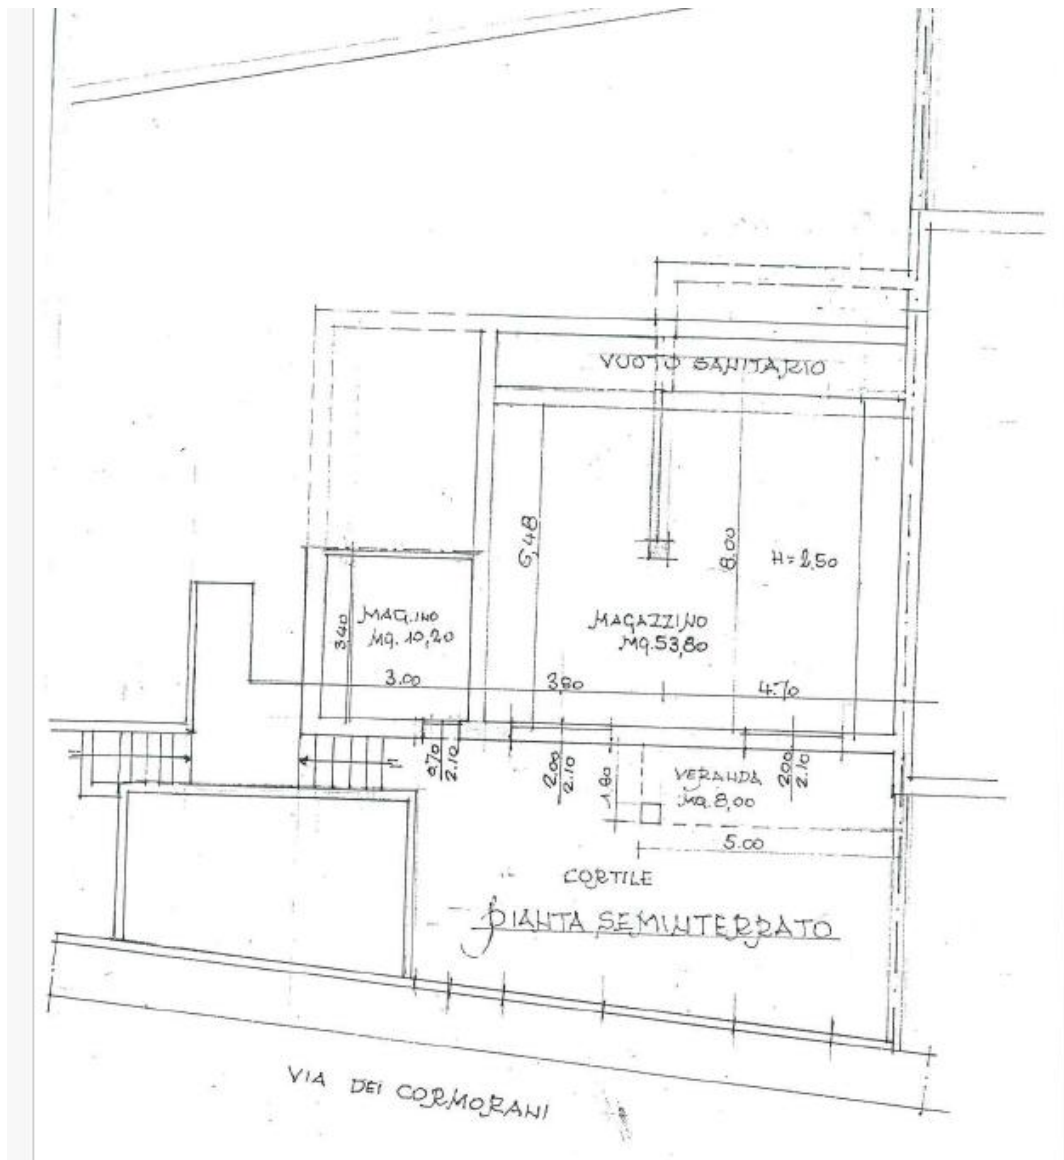 VUOTO SANITARIO
6,48
8.00
H=2,50
MAG.INO
MQ. 10,20
3.40
MAGAZZINO
MQ.53,80
3.00
3.80
4.70
0.70
2.10
2.00
2.10
1.80
VERANDA
MQ.8,00
2.00
2.10
5.00
CORTILE
PIANTA SEMINTERRATO
VIA DEI CORMORANI